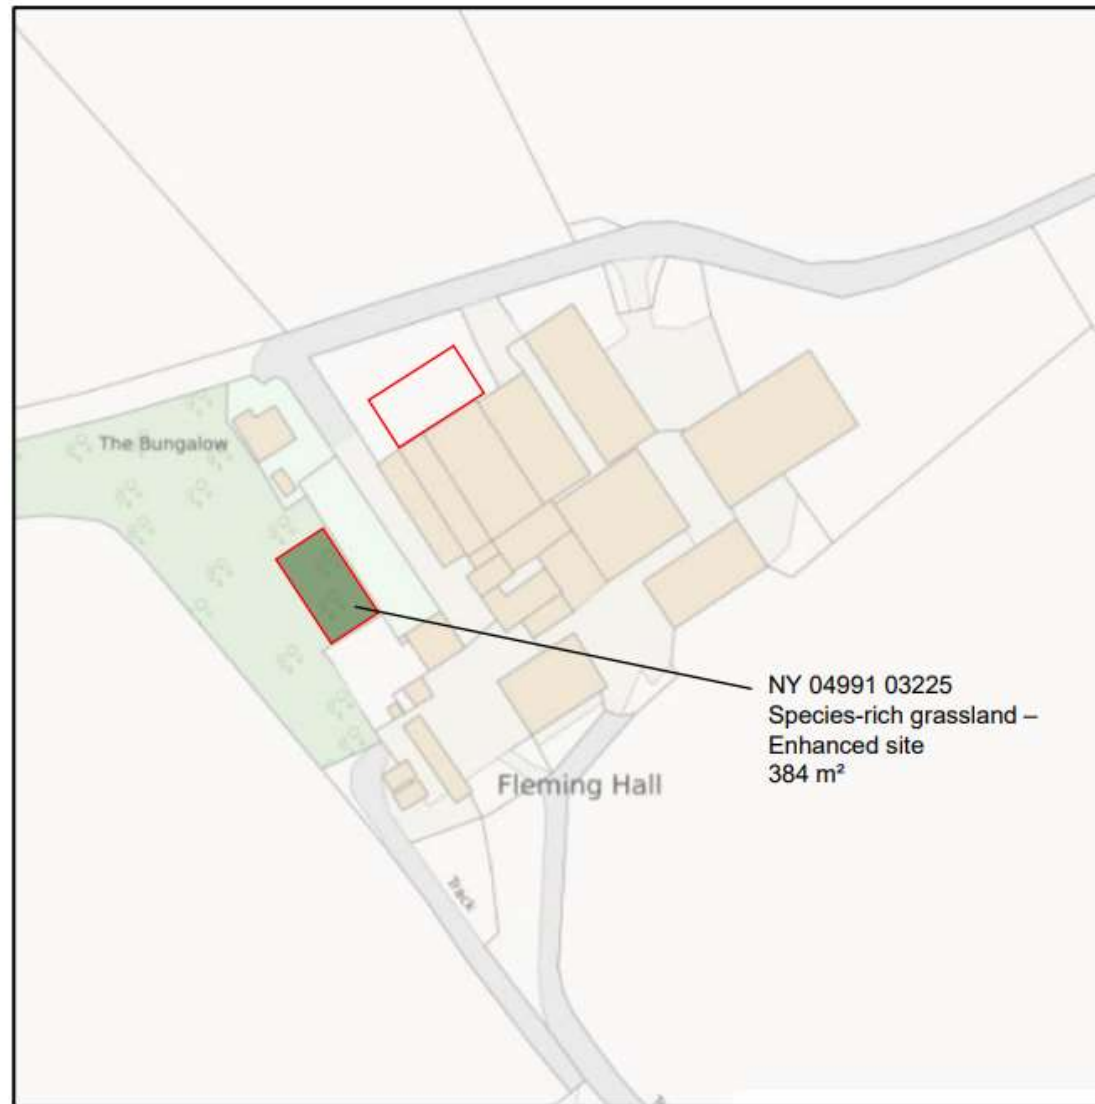 The Bungalow
NY 04991 03225
Species-rich grassland –
Enhanced site
384 m²
Fleming Hall
Track